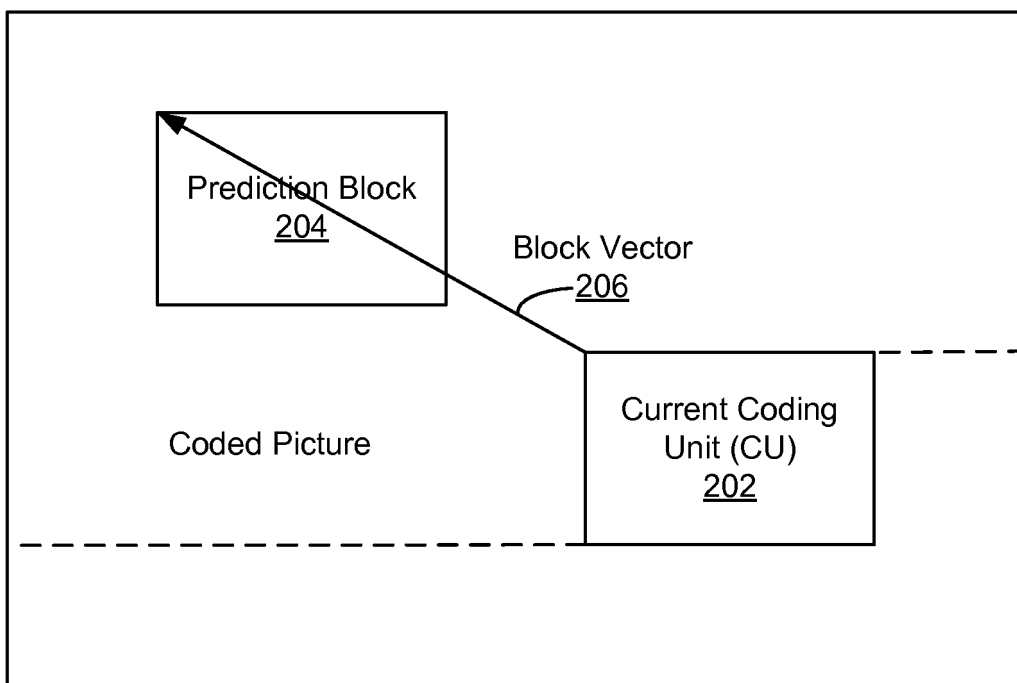 Prediction Block
204
Block Vector
206
Current Coding
Unit (CU)
202
Coded Picture